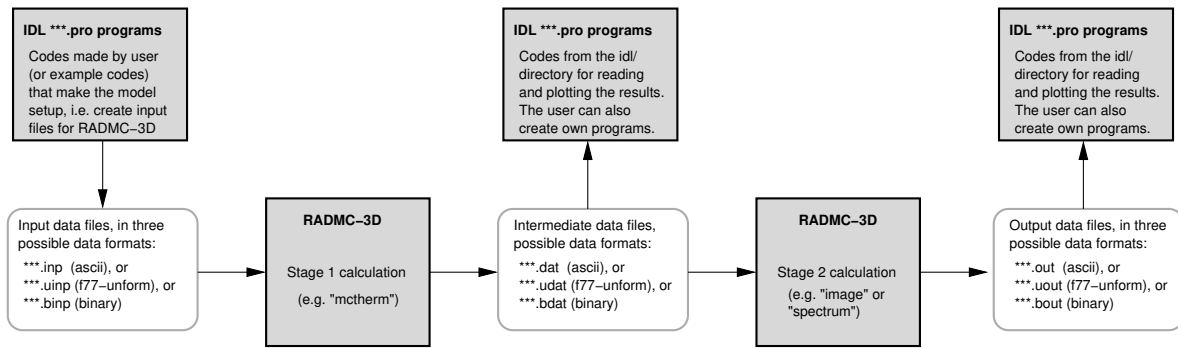 IDL ***.pro programs
Codes made by user
(or example codes)
that make the model
setup, i.e. create input
files for RADMC−3D
IDL ***.pro programs
Codes from the idl/
directory for reading
and plotting the results.
The user can also
create own programs.
IDL ***.pro programs
Codes from the idl/
directory for reading
and plotting the results.
The user can also
create own programs.
Input data files, in three
possible data formats:
***.inp (ascii), or
***.uinp (f77−unform), or
***.binp (binary)
RADMC−3D
Stage 1 calculation
(e.g. "mctherm")
Intermediate data files,
possible data formats:
***.dat (ascii), or
***.udat (f77−unform), or
***.bdat (binary)
RADMC−3D
Stage 2 calculation
(e.g. "image" or
"spectrum")
Output data files, in three
possible data formats:
***.out (ascii), or
***.uout (f77−unform), or
***.bout (binary)